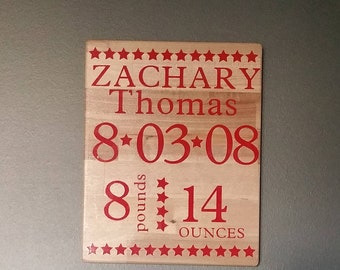 ZACHARY
Thomas
8★03★08
8 pounds 14 OUNCES